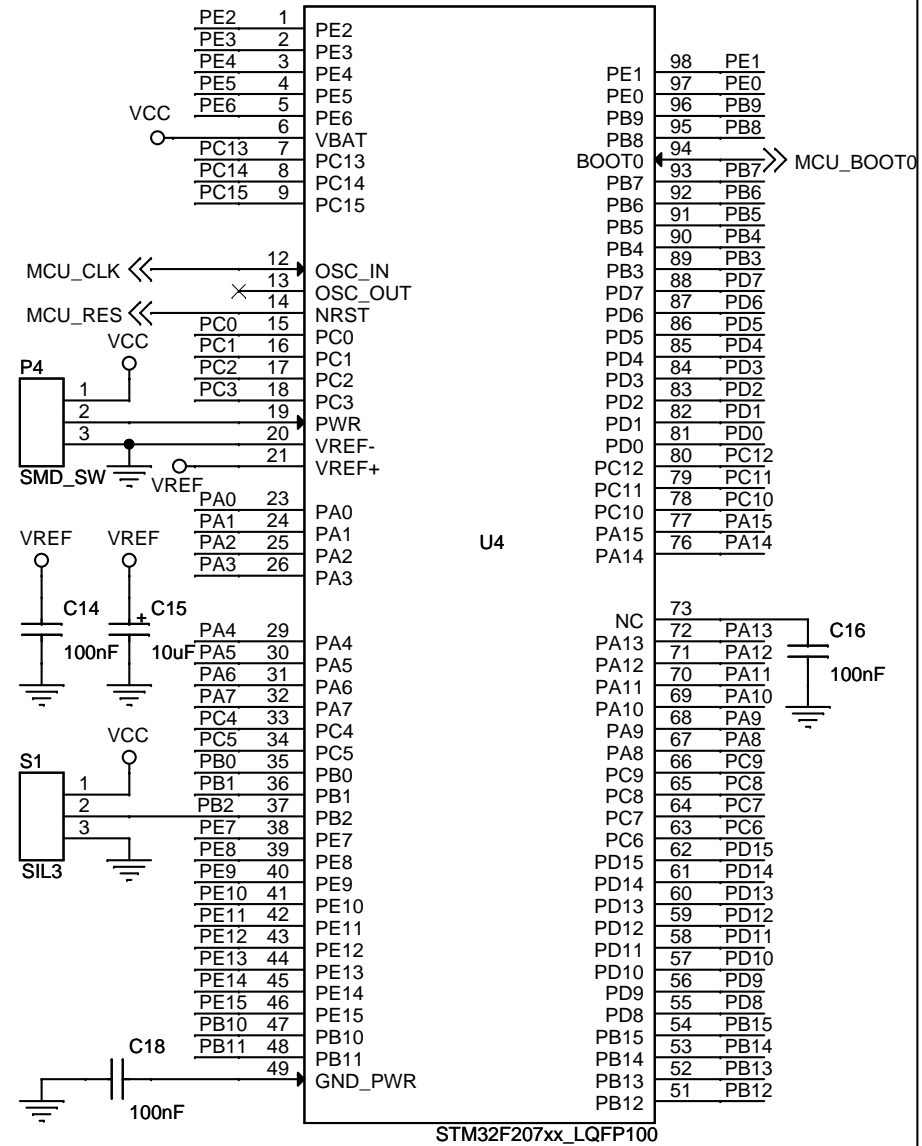 PE2 1 PE2
PE3 2 PE3
PE4 3 PE4
PE5 4 PE5
PE6 5 PE6
VCC 6 VBAT
PC13 7 PC13
PC14 8 PC14
PC15 9 PC15
MCU_CLK 12 OSC_IN
13 OSC_OUT
MCU_RES 14 NRST
PC0 15 PC0
PC1 16 PC1
PC2 17 PC2
PC3 18 PC3
P4
VCC
1
2 19 PWR
3 20 VREF-
SMD_SW
VREF 21 VREF+
PA0 23 PA0
PA1 24 PA1
PA2 25 PA2
PA3 26 PA3
VREF
C14
100nF
VREF
+ C15
10uF
PA4 29 PA4
PA5 30 PA5
PA6 31 PA6
PA7 32 PA7
PC4 33 PC4
PC5 34 PC5
PB0 35 PB0
PB1 36 PB1
S1
VCC
1
2 PB2 37 PB2
3
SIL3
PE7 38 PE7
PE8 39 PE8
PE9 40 PE9
PE10 41 PE10
PE11 42 PE11
PE12 43 PE12
PE13 44 PE13
PE14 45 PE14
PE15 46 PE15
PB10 47 PB10
PB11 48 PB11
C18
100nF
49 GND_PWR
U4
PE1 98 PE1
PE0 97 PE0
PB9 96 PB9
PB8 95 PB8
BOOT0 94 MCU_BOOT0
PB7 93 PB7
PB6 92 PB6
PB5 91 PB5
PB4 90 PB4
PB3 89 PB3
PD7 88 PD7
PD6 87 PD6
PD5 86 PD5
PD4 85 PD4
PD3 84 PD3
PD2 83 PD2
PD1 82 PD1
PD0 81 PD0
PC12 80 PC12
PC11 79 PC11
PC10 78 PC10
PA15 77 PA15
PA14 76 PA14
NC 73
C16
100nF
PA13 72 PA13
PA12 71 PA12
PA11 70 PA11
PA10 69 PA10
PA9 68 PA9
PA8 67 PA8
PC9 66 PC9
PC8 65 PC8
PC7 64 PC7
PC6 63 PC6
PD15 62 PD15
PD14 61 PD14
PD13 60 PD13
PD12 59 PD12
PD11 58 PD11
PD10 57 PD10
PD9 56 PD9
PD8 55 PD8
PB15 54 PB15
PB14 53 PB14
PB13 52 PB13
PB12 51 PB12
STM32F207xx_LQFP100